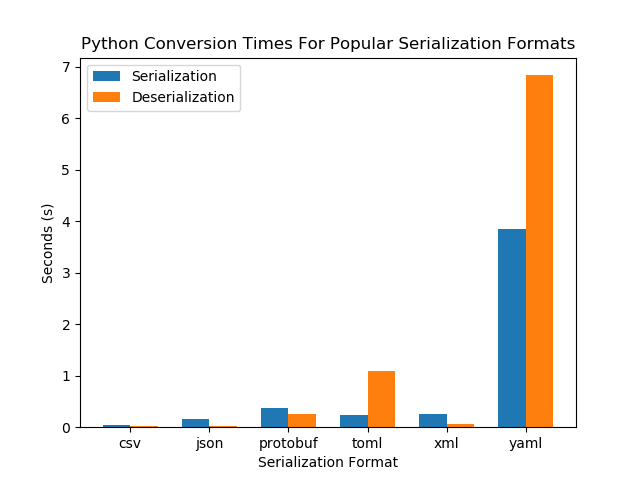 Python Conversion Times For Popular Serialization Formats
Serialization
Deserialization
7
6
5
4
3
2
1
0
Seconds (s)
csv json protobuf toml xml yaml
Serialization Format